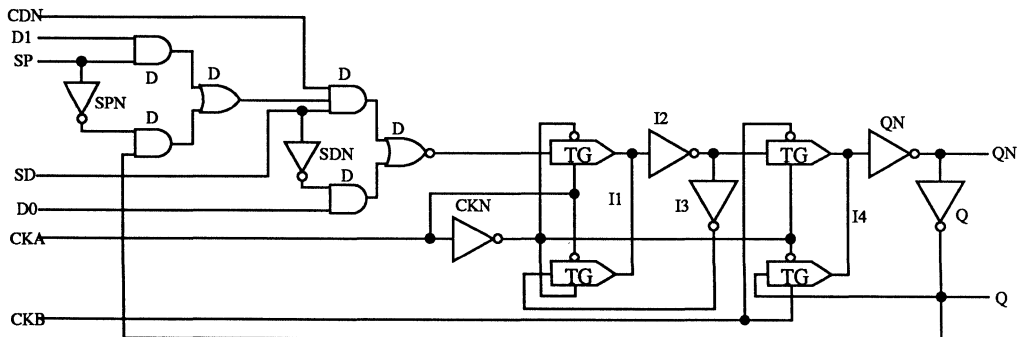 CDN
D1
SP
D
D
D
SPN
D
D
I2
QN
D
TG
TG
QN
SDN
SD
D
D0
CKN
I1
I3
I4
Q
CKA
TG
TG
Q
CKB